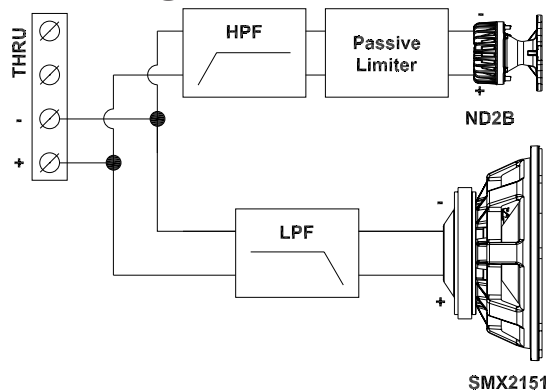 THRU
-
+
HPF
Passive
Limiter
-
+
ND2B
LPF
-
+
SMX2151